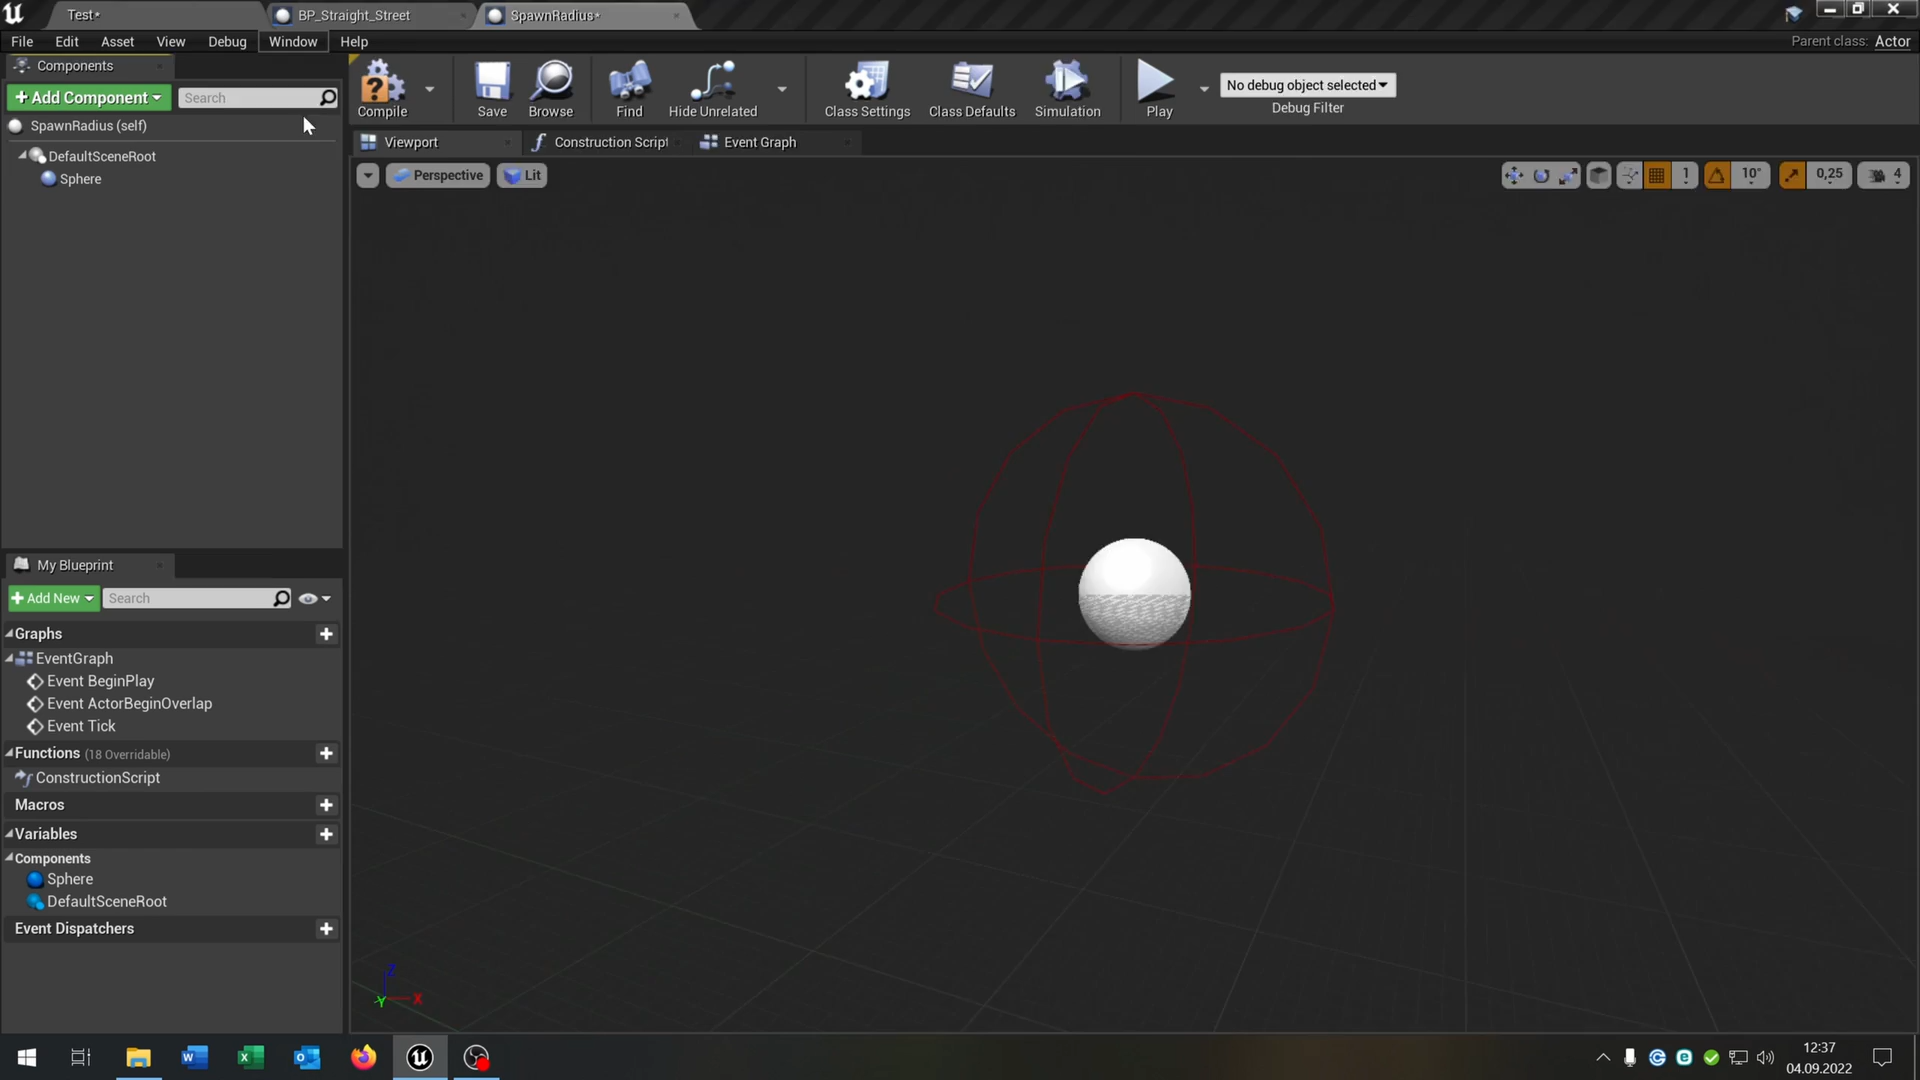 Test*
BP_Straight_Street
SpawnRadius*
File Edit Asset View Debug Window Help
Parent class: Actor
Components
+ Add Component
Search
SpawnRadius (self)
DefaultSceneRoot
Sphere
Compile
Save
Browse
Find
Hide Unrelated
Class Settings
Class Defaults
Simulation
Play
No debug object selected
Debug Filter
Viewport
Construction Script
Event Graph
Perspective
Lit
1
10°
0,25
4
My Blueprint
+ Add New
Search
Graphs
EventGraph
Event BeginPlay
Event ActorBeginOverlap
Event Tick
Functions (18 Overridable)
ConstructionScript
Macros
Variables
Components
Sphere
DefaultSceneRoot
Event Dispatchers
Z
Y
X
12:37
04.09.2022